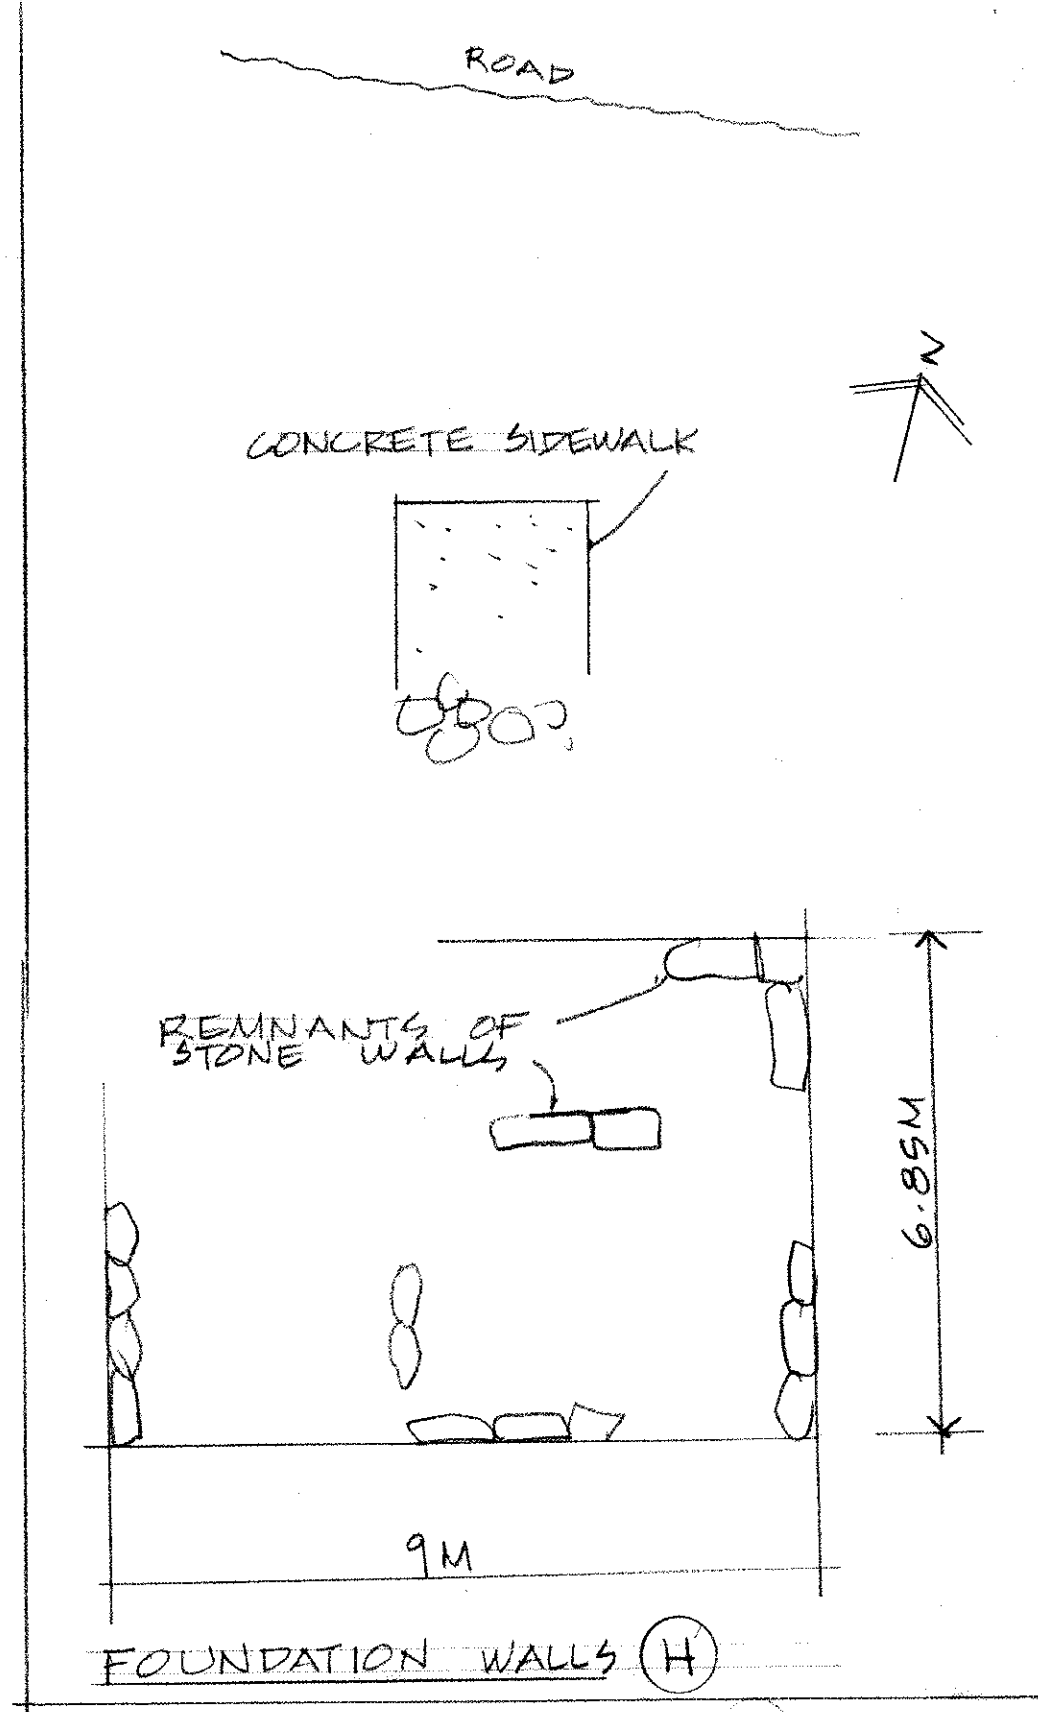 ROAD
N
CONCRETE SIDEWALK
REMNANTS OF
STONE WALLS
6.85M
9M
FOUNDATION WALLS H